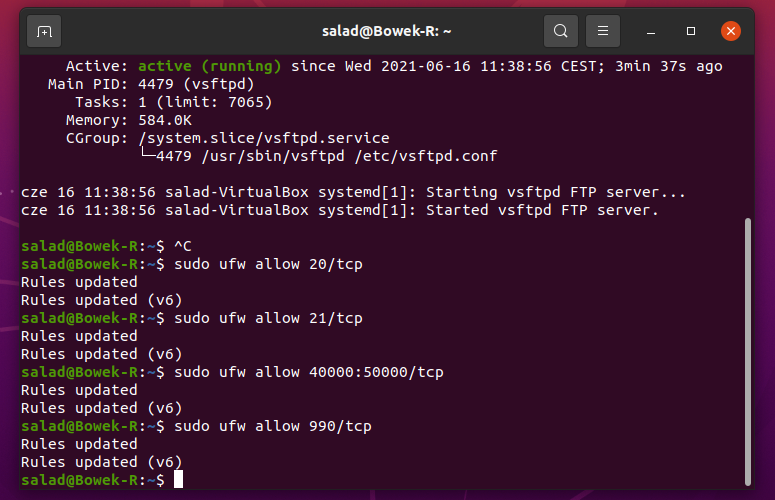 salad@Bowek-R: ~
Active: active (running) since Wed 2021-06-16 11:38:56 CEST; 3min 37s ago
Main PID: 4479 (vsftpd)
Tasks: 1 (limit: 7065)
Memory: 584.0K
CGroup: /system.slice/vsftpd.service
└─4479 /usr/sbin/vsftpd /etc/vsftpd.conf
cze 16 11:38:56 salad-VirtualBox systemd[1]: Starting vsftpd FTP server...
cze 16 11:38:56 salad-VirtualBox systemd[1]: Started vsftpd FTP server.
salad@Bowek-R:~$ ^C
salad@Bowek-R:~$ sudo ufw allow 20/tcp
Rules updated
Rules updated (v6)
salad@Bowek-R:~$ sudo ufw allow 21/tcp
Rules updated
Rules updated (v6)
salad@Bowek-R:~$ sudo ufw allow 40000:50000/tcp
Rules updated
Rules updated (v6)
salad@Bowek-R:~$ sudo ufw allow 990/tcp
Rules updated
Rules updated (v6)
salad@Bowek-R:~$